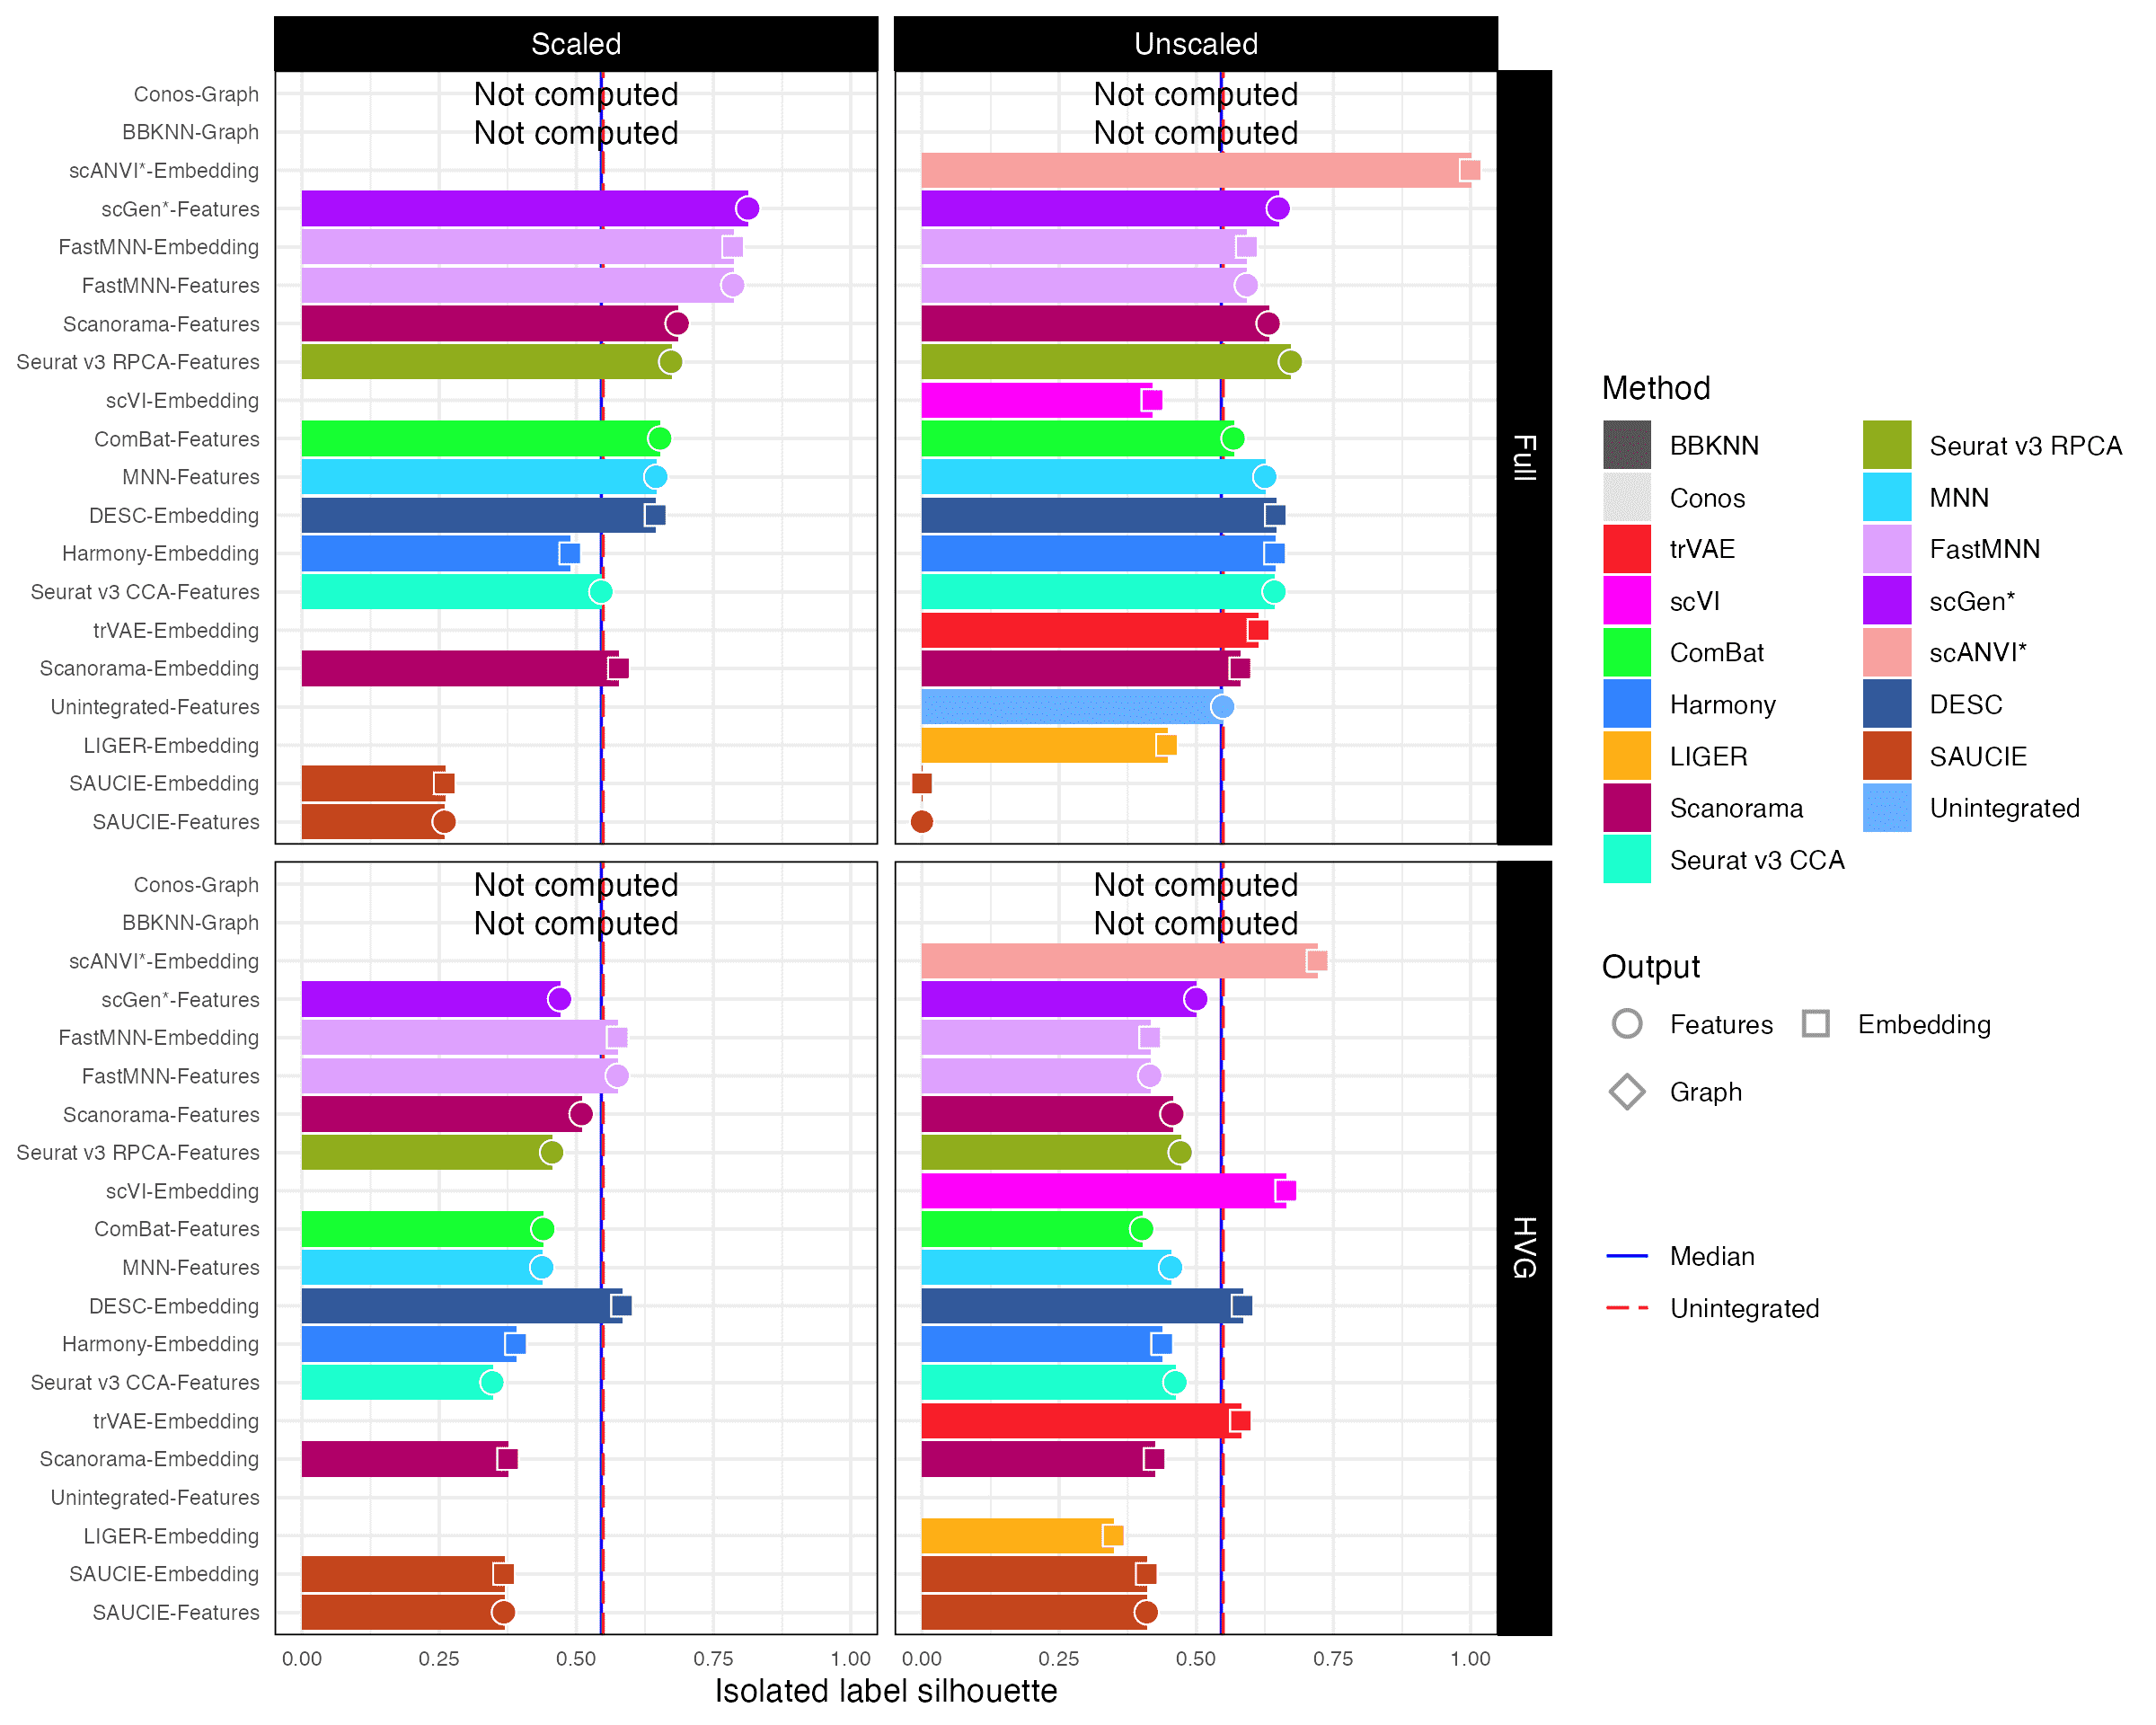 Scaled
Unscaled
Conos-Graph
Not computed
Not computed
BBKNN-Graph
Not computed
Not computed
scANVI*-Embedding
scGen*-Features
FastMNN-Embedding
FastMNN-Features
Scanorama-Features
Seurat v3 RPCA-Features
scVI-Embedding
ComBat-Features
MNN-Features
DESC-Embedding
Harmony-Embedding
Seurat v3 CCA-Features
trVAE-Embedding
Scanorama-Embedding
Unintegrated-Features
LIGER-Embedding
SAUCIE-Embedding
SAUCIE-Features
Full
Conos-Graph
Not computed
Not computed
BBKNN-Graph
Not computed
Not computed
scANVI*-Embedding
scGen*-Features
FastMNN-Embedding
FastMNN-Features
Scanorama-Features
Seurat v3 RPCA-Features
scVI-Embedding
ComBat-Features
MNN-Features
DESC-Embedding
Harmony-Embedding
Seurat v3 CCA-Features
trVAE-Embedding
Scanorama-Embedding
Unintegrated-Features
LIGER-Embedding
SAUCIE-Embedding
SAUCIE-Features
HVG
0.00 0.25 0.50 0.75 1.00
0.00 0.25 0.50 0.75 1.00
Isolated label silhouette
Method
BBKNN
Conos
trVAE
scVI
ComBat
Harmony
LIGER
Scanorama
Seurat v3 CCA
Seurat v3 RPCA
MNN
FastMNN
scGen*
scANVI*
DESC
SAUCIE
Unintegrated
Output
Features
Embedding
Graph
Median
Unintegrated